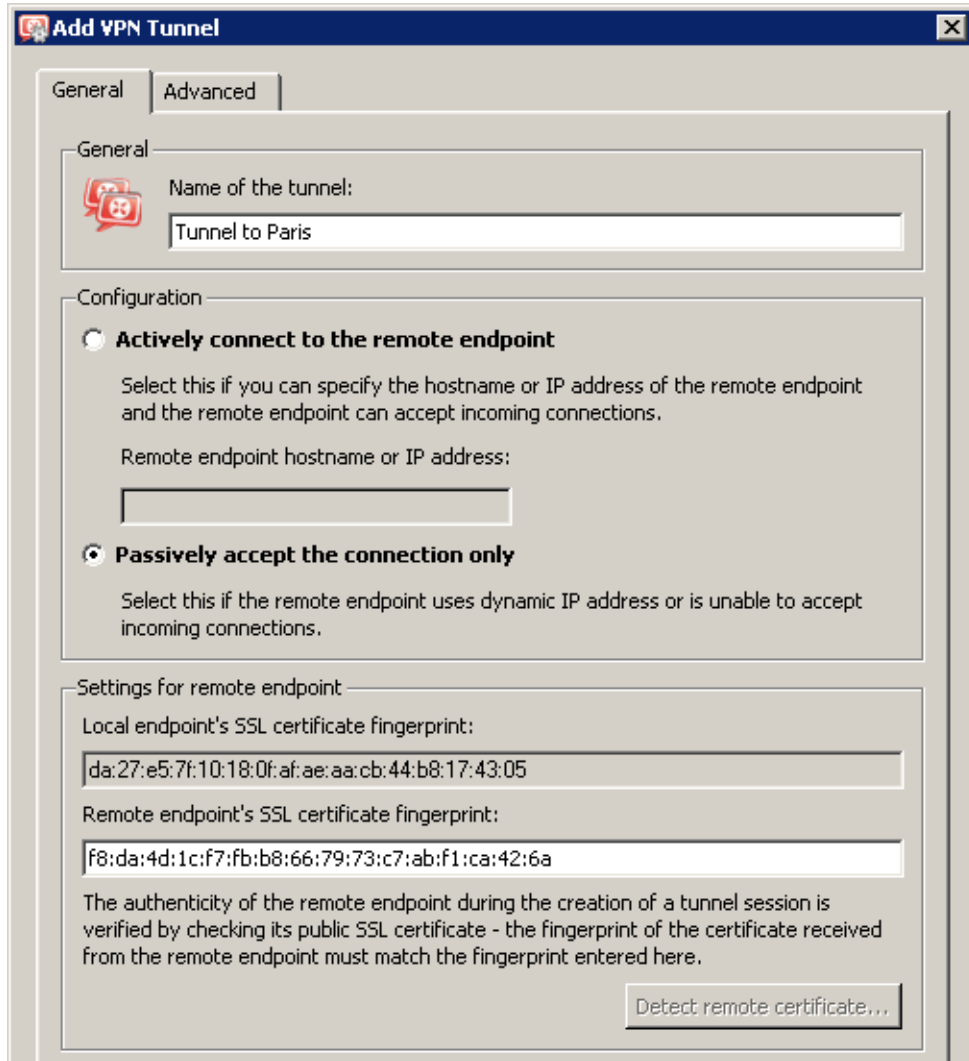 Add VPN Tunnel
General
Advanced
General
Name of the tunnel:
Tunnel to Paris
Configuration
Actively connect to the remote endpoint
Select this if you can specify the hostname or IP address of the remote endpoint
and the remote endpoint can accept incoming connections.
Remote endpoint hostname or IP address:
Passively accept the connection only
Select this if the remote endpoint uses dynamic IP address or is unable to accept
incoming connections.
Settings for remote endpoint
Local endpoint's SSL certificate fingerprint:
da:27:e5:7f:10:18:0f:af:ae:aa:cb:44:b8:17:43:05
Remote endpoint's SSL certificate fingerprint:
f8:da:4d:1c:f7:fb:b8:66:79:73:c7:ab:f1:ca:42:6a
The authenticity of the remote endpoint during the creation of a tunnel session is
verified by checking its public SSL certificate - the fingerprint of the certificate received
from the remote endpoint must match the fingerprint entered here.
Detect remote certificate...